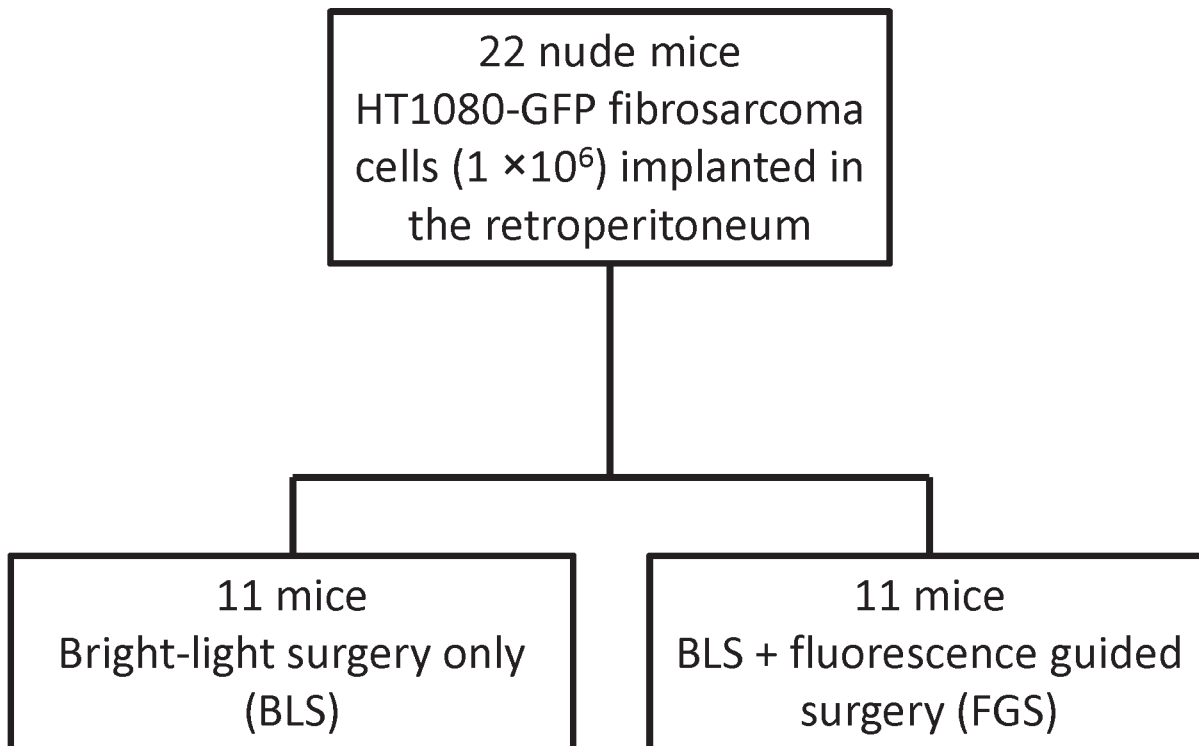 22 nude mice
HT1080-GFP fibrosarcoma
cells (1 ×10⁶) implanted in
the retroperitoneum
11 mice
Bright-light surgery only
(BLS)
11 mice
BLS + fluorescence guided
surgery (FGS)